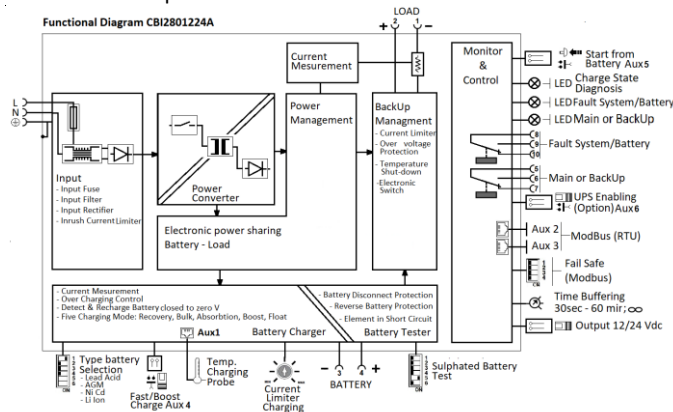 Functional Diagram CBI2801224A
LOAD
+ 2 1 -
Current
Mesurement
Monitor
&
Control
Start from
Battery Aux5
LED Charge State
Diagnosis
LED Fault System/Battery
LED Main or BackUp
8
9
10
Fault System/Battery
5
6
7
Main or BackUp
UPS Enabling
(Option) Aux6
Aux 2
Aux 3
ModBus (RTU)
Fail Safe
(Modbus)
Time Buffering
30sec - 60 mir; ∞
Output 12/24 Vdc
L
N
Input
- Input Fuse
- Input Filter
- Input Rectifier
- Inrush Current Limiter
Power
Converter
Power
Management
BackUp
Managment
- Current Limiter
- Over voltage
Protection
- Temperature
Shut-down
-Electronic
Switch
Electronic power sharing
Battery - Load
- Current Mesurement
- Over Charging Control
- Detect & Recharge Battery closed to zero V
- Five Charging Mode: Recovery, Bulk, Absorbtion, Boost, Float
Aux1
Battery Charger
- Battery Disconnect Protection
- Reverse Battery Protection
- Element in Short Circuit
Battery Tester
Type battery
Selection
- Lead Acid
- AGM
- Ni Cd
- Li Ion
Fast/Boost
Charge Aux 4
Temp.
Charging
Probe
Current
Limiter
Charging
- 3 4 +
BATTERY
Sulphated Battery
Test